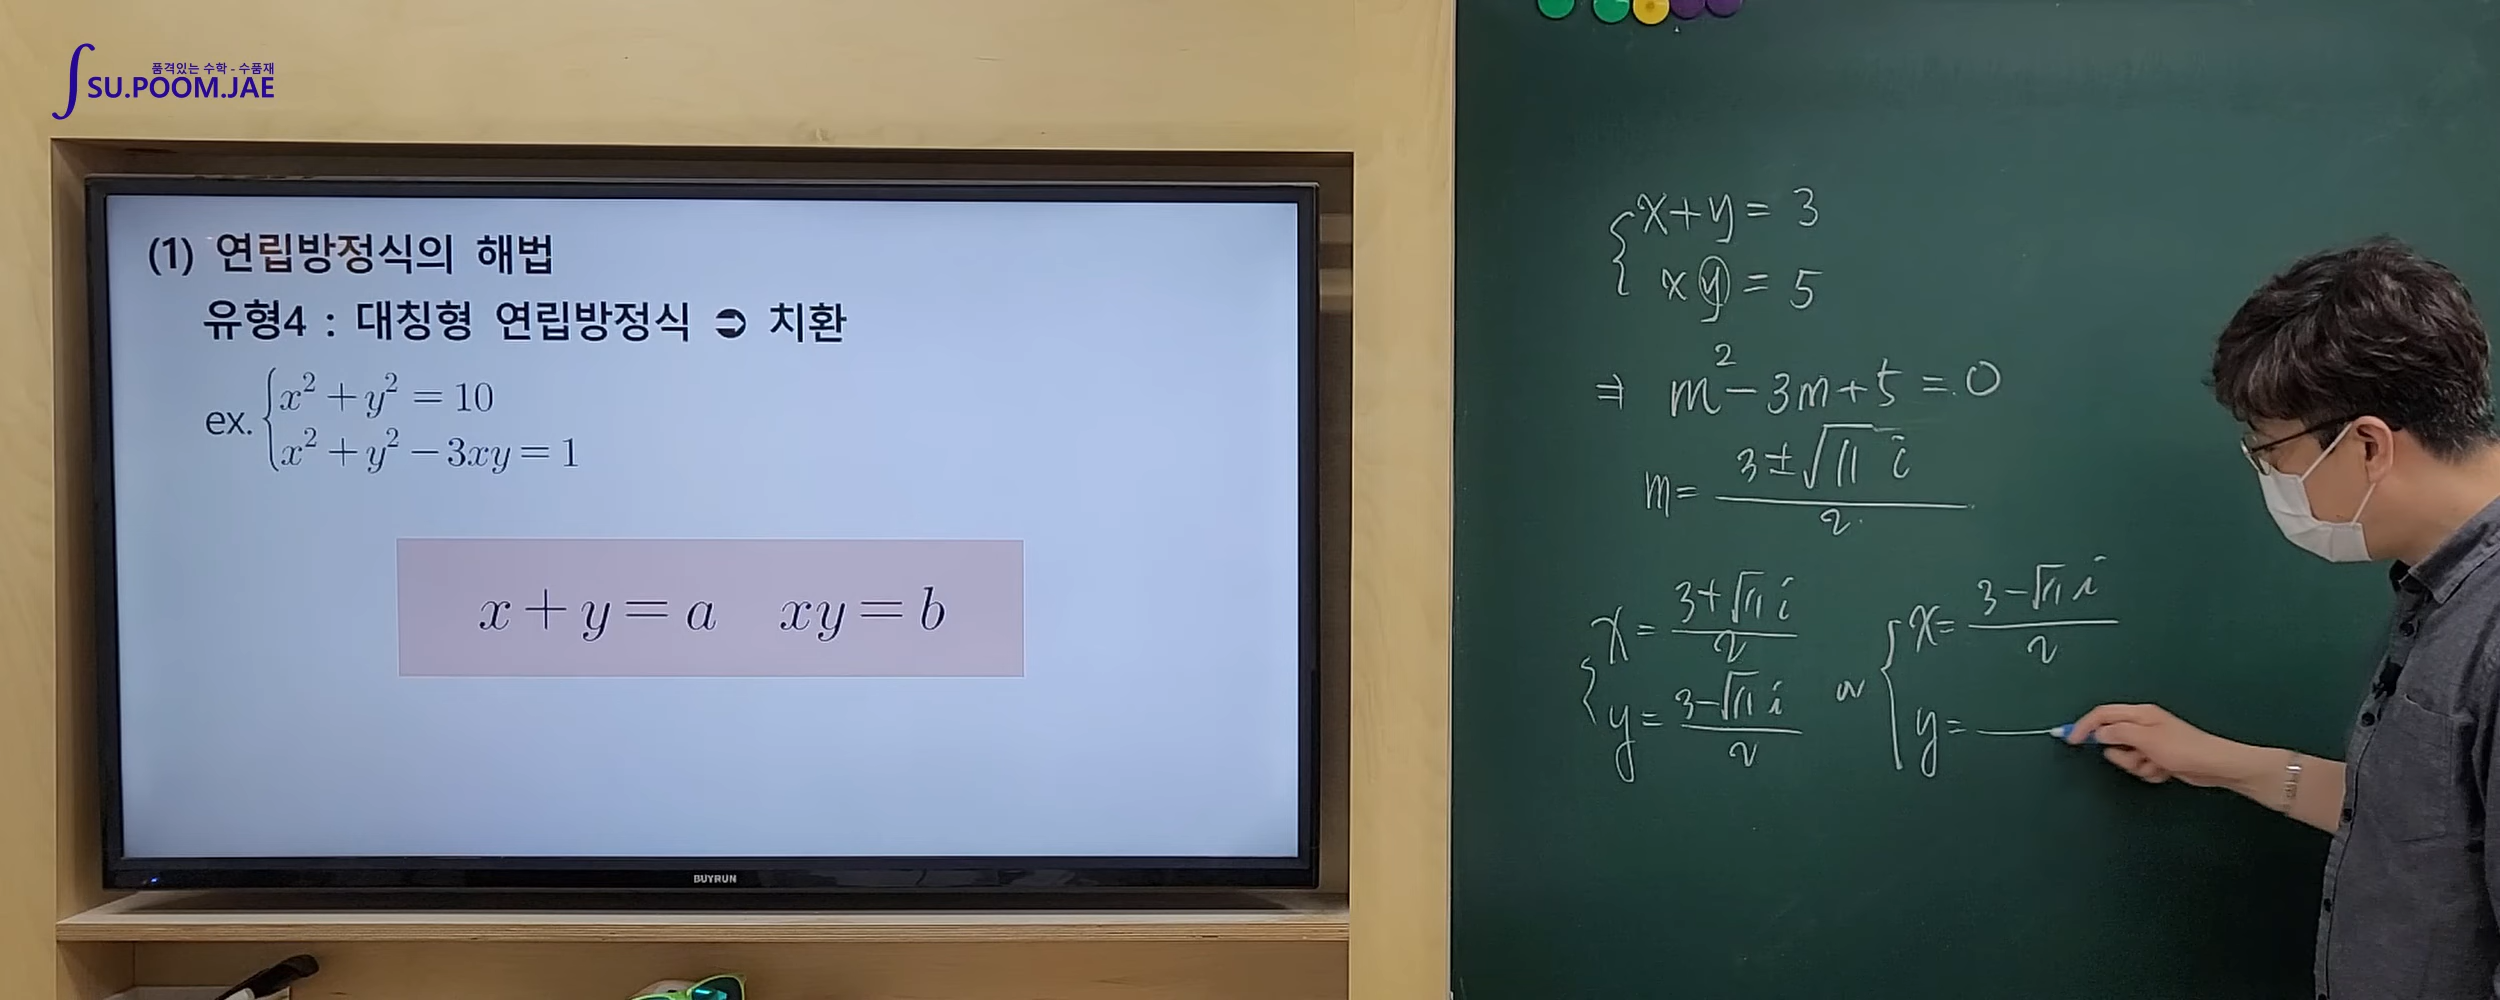 품격있는 수학 - 수품재
SU.POOM.JAE
(1) 연립방정식의 해법
유형4 : 대칭형 연립방정식 ➲ 치환
ex. { x² + y² = 10
x² + y² − 3xy = 1
x + y = a   xy = b
BUYRUN
{ x + y = 3
xy = 5
⇒ m² − 3m + 5 = 0
m = (3 ± √11 i) / 2
{ x = (3 + √11 i) / 2
y = (3 − √11 i) / 2
or
{ x = (3 − √11 i) / 2
y =